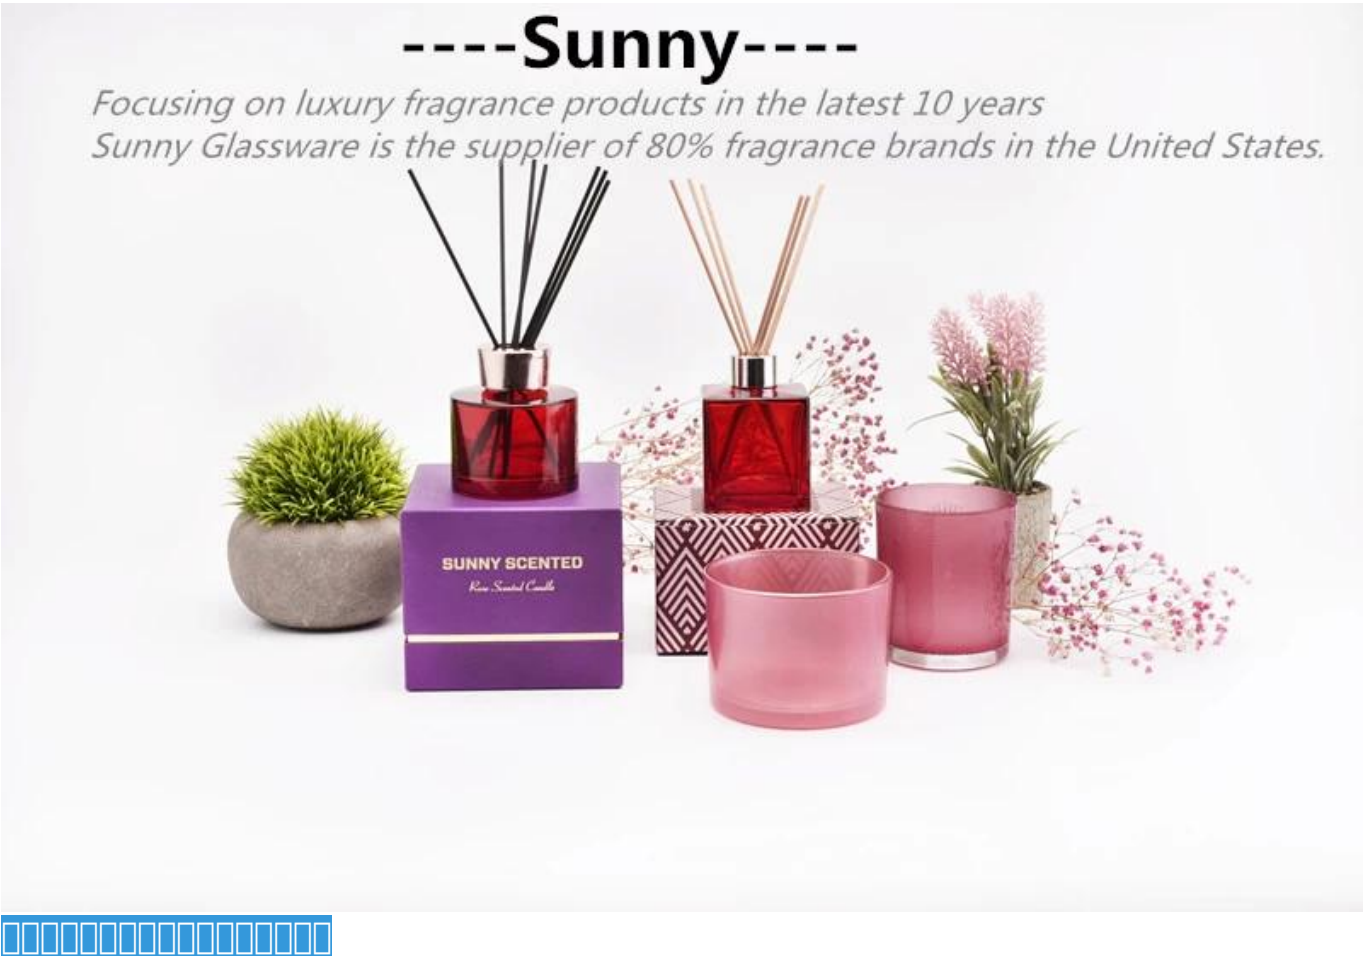 ----Sunny----
Focusing on luxury fragrance products in the latest 10 years
Sunny Glassware is the supplier of 80% fragrance brands in the United States.
SUNNY SCENTED
Rose Scented Candle